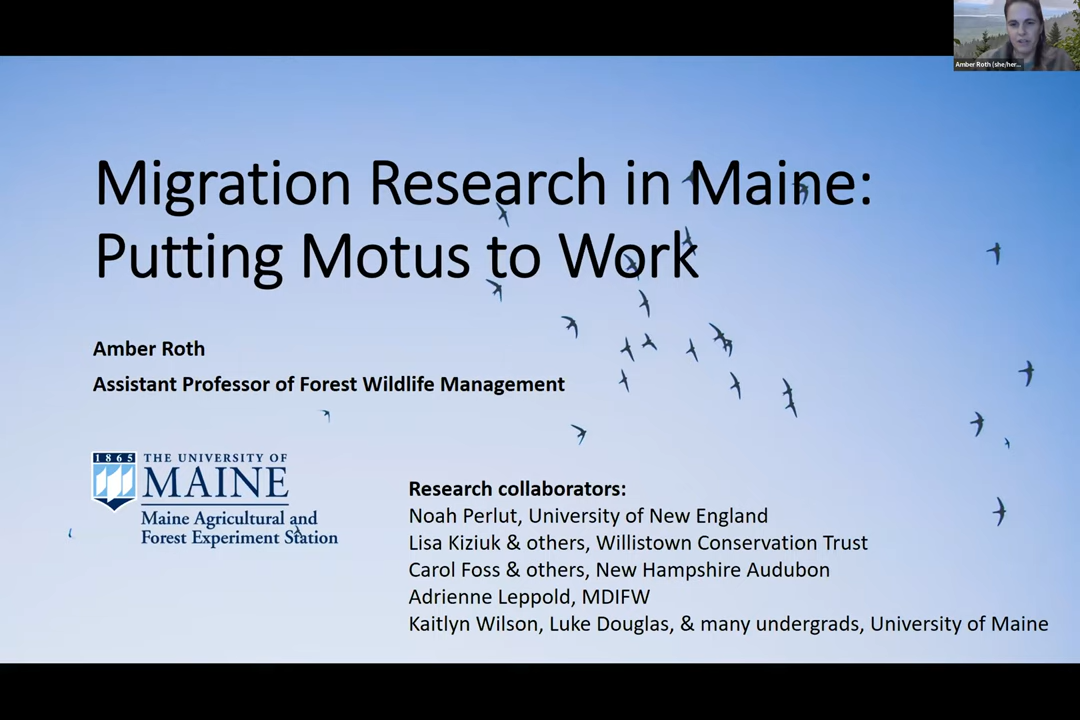 Amber Roth (she/her...
Migration Research in Maine:
Putting Motus to Work
Amber Roth
Assistant Professor of Forest Wildlife Management
1865
THE UNIVERSITY OF
MAINE
Maine Agricultural and
Forest Experiment Station
Research collaborators:
Noah Perlut, University of New England
Lisa Kiziuk & others, Willistown Conservation Trust
Carol Foss & others, New Hampshire Audubon
Adrienne Leppold, MDIFW
Kaitlyn Wilson, Luke Douglas, & many undergrads, University of Maine